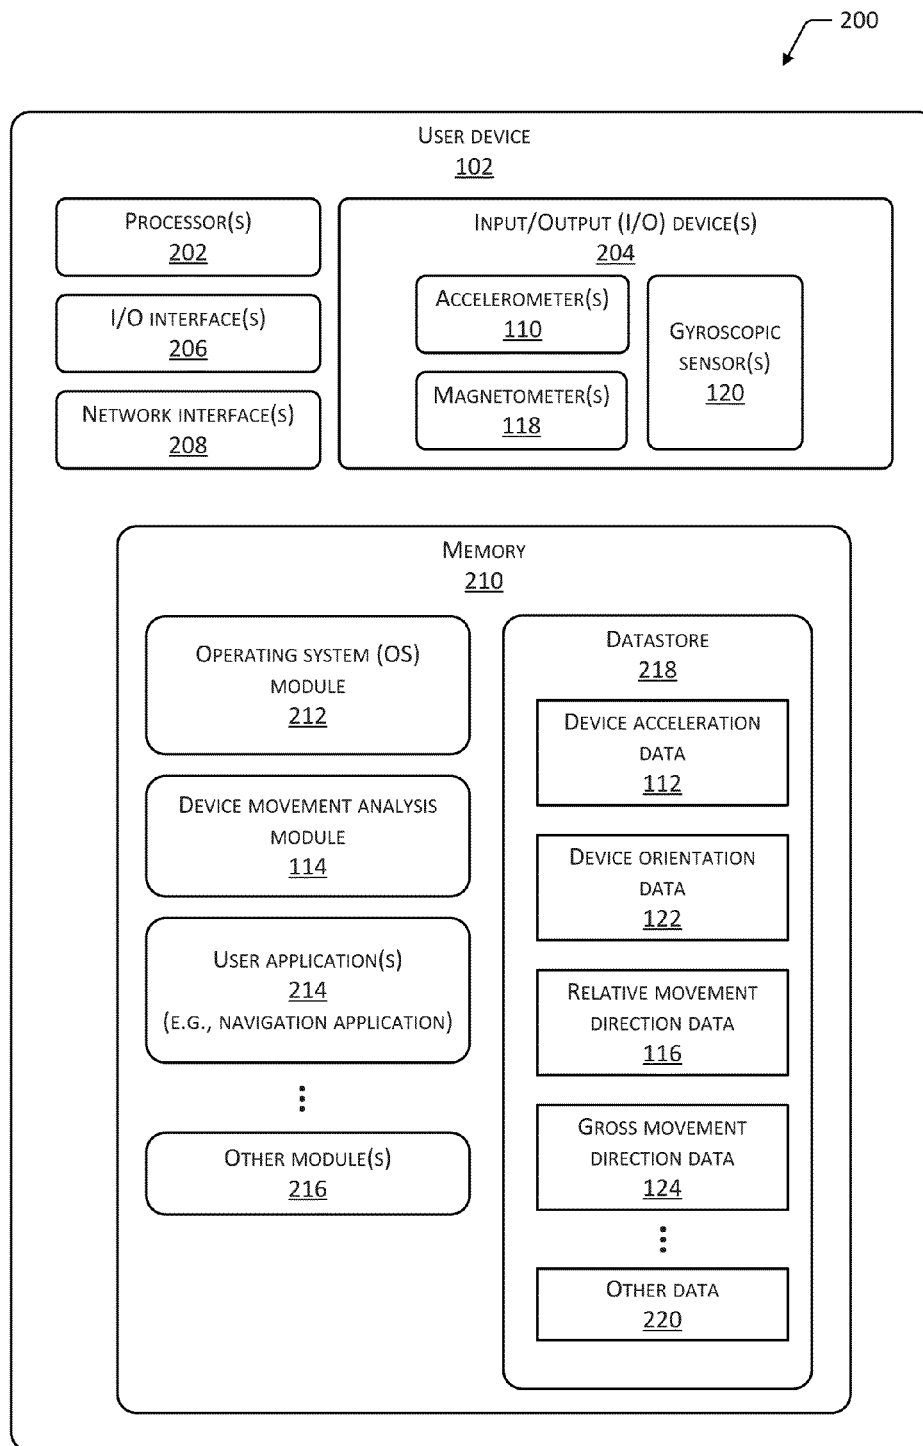 200
USER DEVICE
102
PROCESSOR(S)
202
I/O INTERFACE(S)
206
NETWORK INTERFACE(S)
208
INPUT/OUTPUT (I/O) DEVICE(S)
204
ACCELEROMETER(S)
110
MAGNETOMETER(S)
118
GYROSCOPIC
SENSOR(S)
120
MEMORY
210
OPERATING SYSTEM (OS)
MODULE
212
DEVICE MOVEMENT ANALYSIS
MODULE
114
USER APPLICATION(S)
214
(E.G., NAVIGATION APPLICATION)
OTHER MODULE(S)
216
DATASTORE
218
DEVICE ACCELERATION
DATA
112
DEVICE ORIENTATION
DATA
122
RELATIVE MOVEMENT
DIRECTION DATA
116
GROSS MOVEMENT
DIRECTION DATA
124
OTHER DATA
220